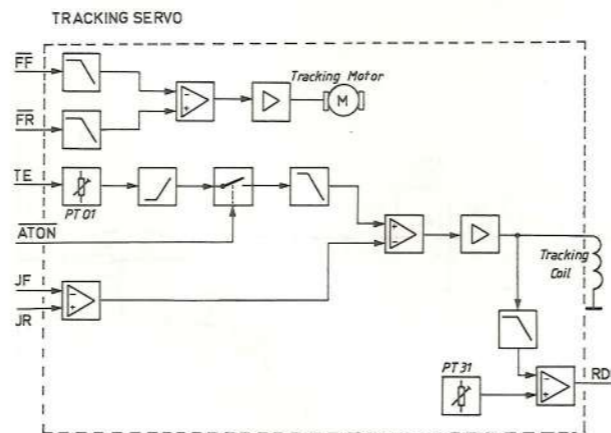 TRACKING SERVO
FF
Tracking Motor
M
FR
TE
PT 01
ATON
JF
JR
Tracking
Coil
PT 31
RD